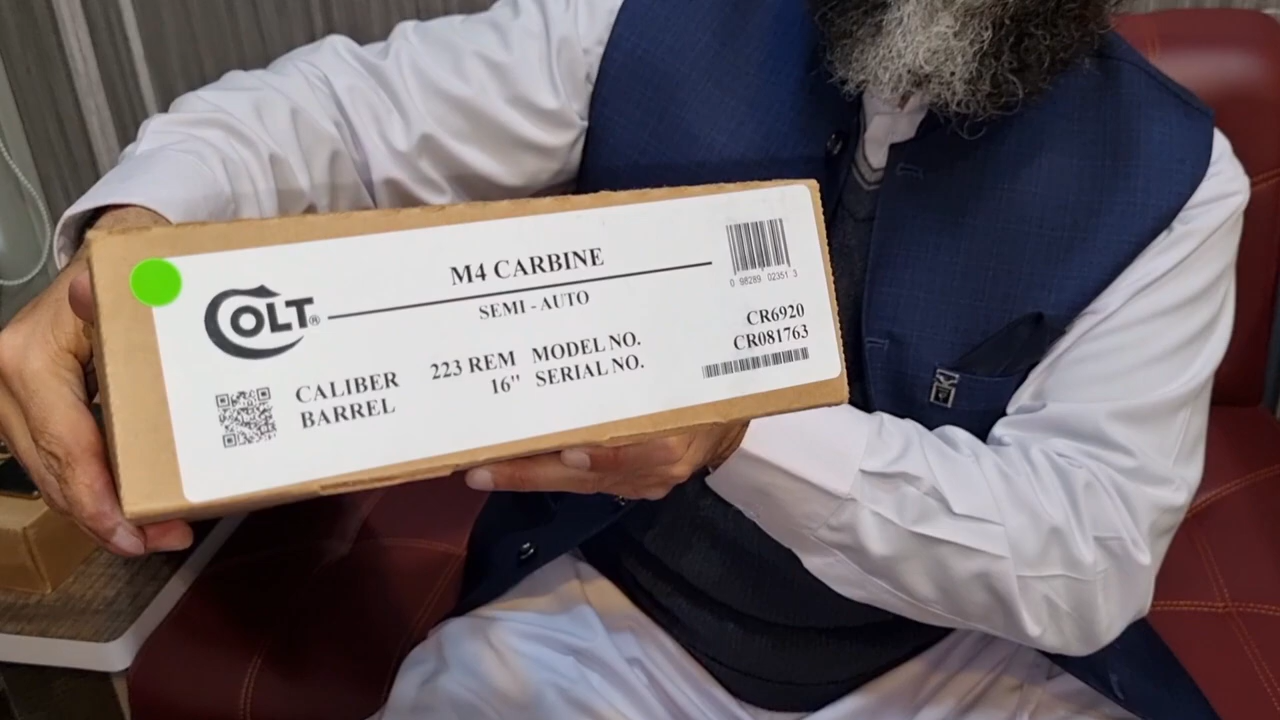 M4 CARBINE
COLT®
SEMI - AUTO
0 98289 02351 3
CALIBER 223 REM MODEL NO. CR6920
BARREL 16" SERIAL NO. CR081763